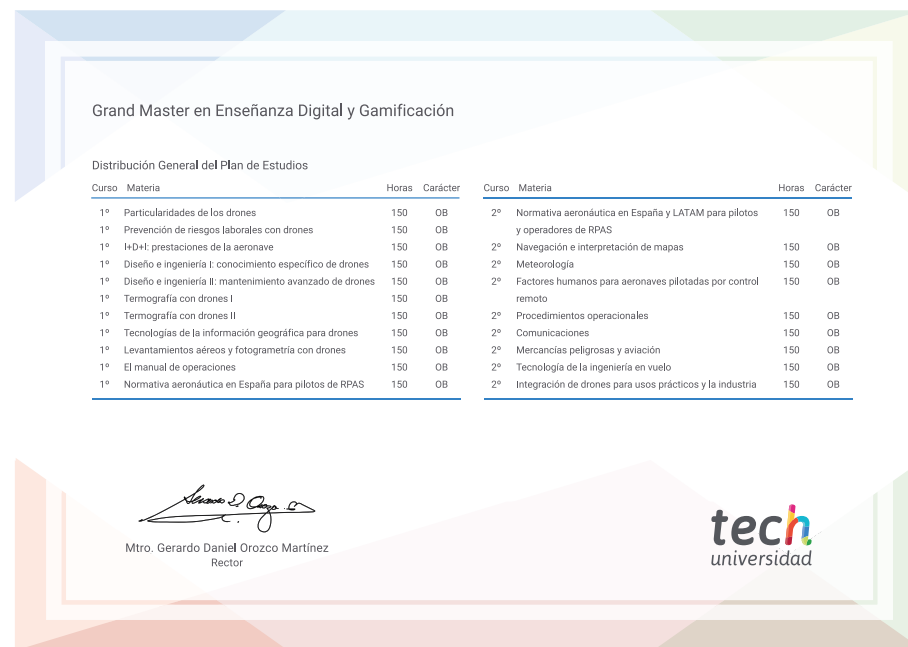 Grand Master en Enseñanza Digital y Gamificación
Distribución General del Plan de Estudios
Curso Materia Horas Carácter
1º Particularidades de los drones 150 OB
1º Prevención de riesgos laborales con drones 150 OB
1º I+D+I: prestaciones de la aeronave 150 OB
1º Diseño e ingeniería I: conocimiento específico de drones 150 OB
1º Diseño e ingeniería II: mantenimiento avanzado de drones 150 OB
1º Termografía con drones I 150 OB
1º Termografía con drones II 150 OB
1º Tecnologías de la información geográfica para drones 150 OB
1º Levantamientos aéreos y fotogrametría con drones 150 OB
1º El manual de operaciones 150 OB
1º Normativa aeronáutica en España para pilotos de RPAS 150 OB
Curso Materia Horas Carácter
2º Normativa aeronáutica en España y LATAM para pilotos 150 OB
y operadores de RPAS
2º Navegación e interpretación de mapas 150 OB
2º Meteorología 150 OB
2º Factores humanos para aeronaves pilotadas por control 150 OB
remoto
2º Procedimientos operacionales 150 OB
2º Comunicaciones 150 OB
2º Mercancías peligrosas y aviación 150 OB
2º Tecnología de la ingeniería en vuelo 150 OB
2º Integración de drones para usos prácticos y la industria 150 OB
Mtro. Gerardo Daniel Orozco Martínez
Rector
tech
universidad